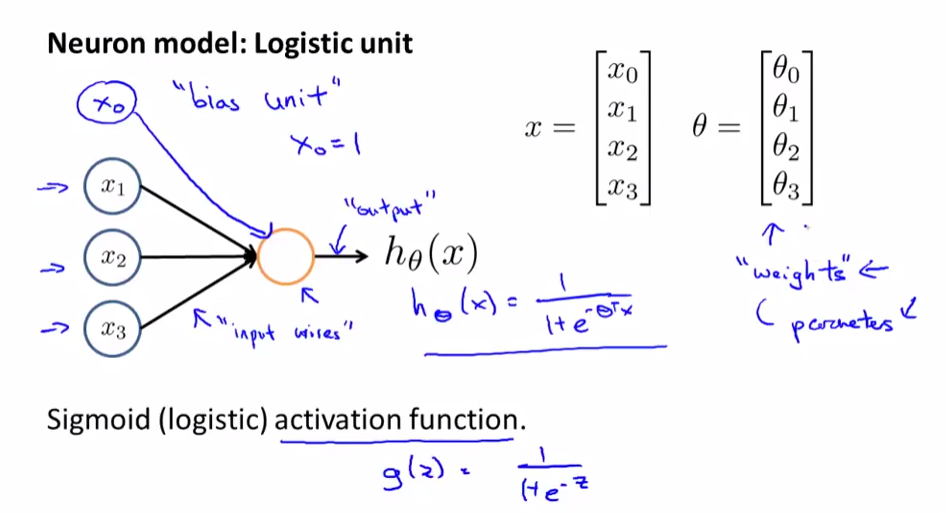 Neuron model: Logistic unit
x₀ "bias unit"
x₀ = 1
x₁
x₂
x₃
"input wires"
"output"
hθ(x)
hθ(x) = 1 / (1 + e^(-θᵀx))
x = [x₀ x₁ x₂ x₃]
θ = [θ₀ θ₁ θ₂ θ₃]
"weights" ←
( parameters
Sigmoid (logistic) activation function.
g(z) = 1 / (1 + e^(-z))